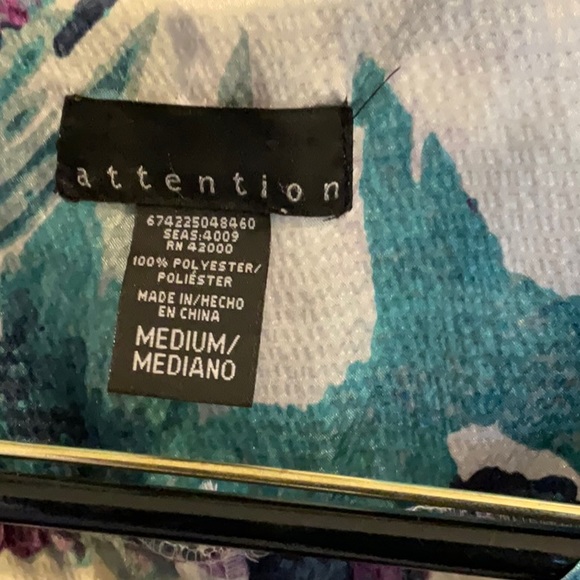 attention
674225048460
SEAS:4009
RN 42000
100% POLYESTER/
POLIÉSTER
MADE IN/HECHO
EN CHINA
MEDIUM/
MEDIANO